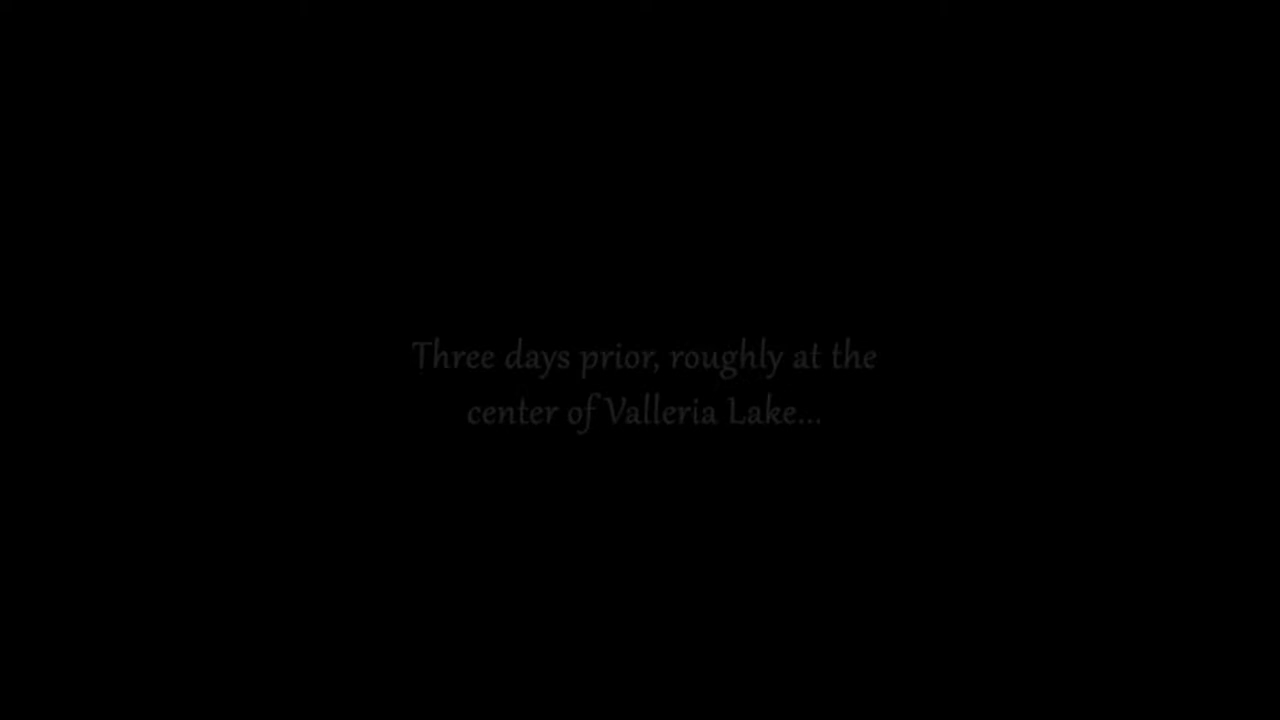 Three days prior, roughly at the
center of Valleria Lake...